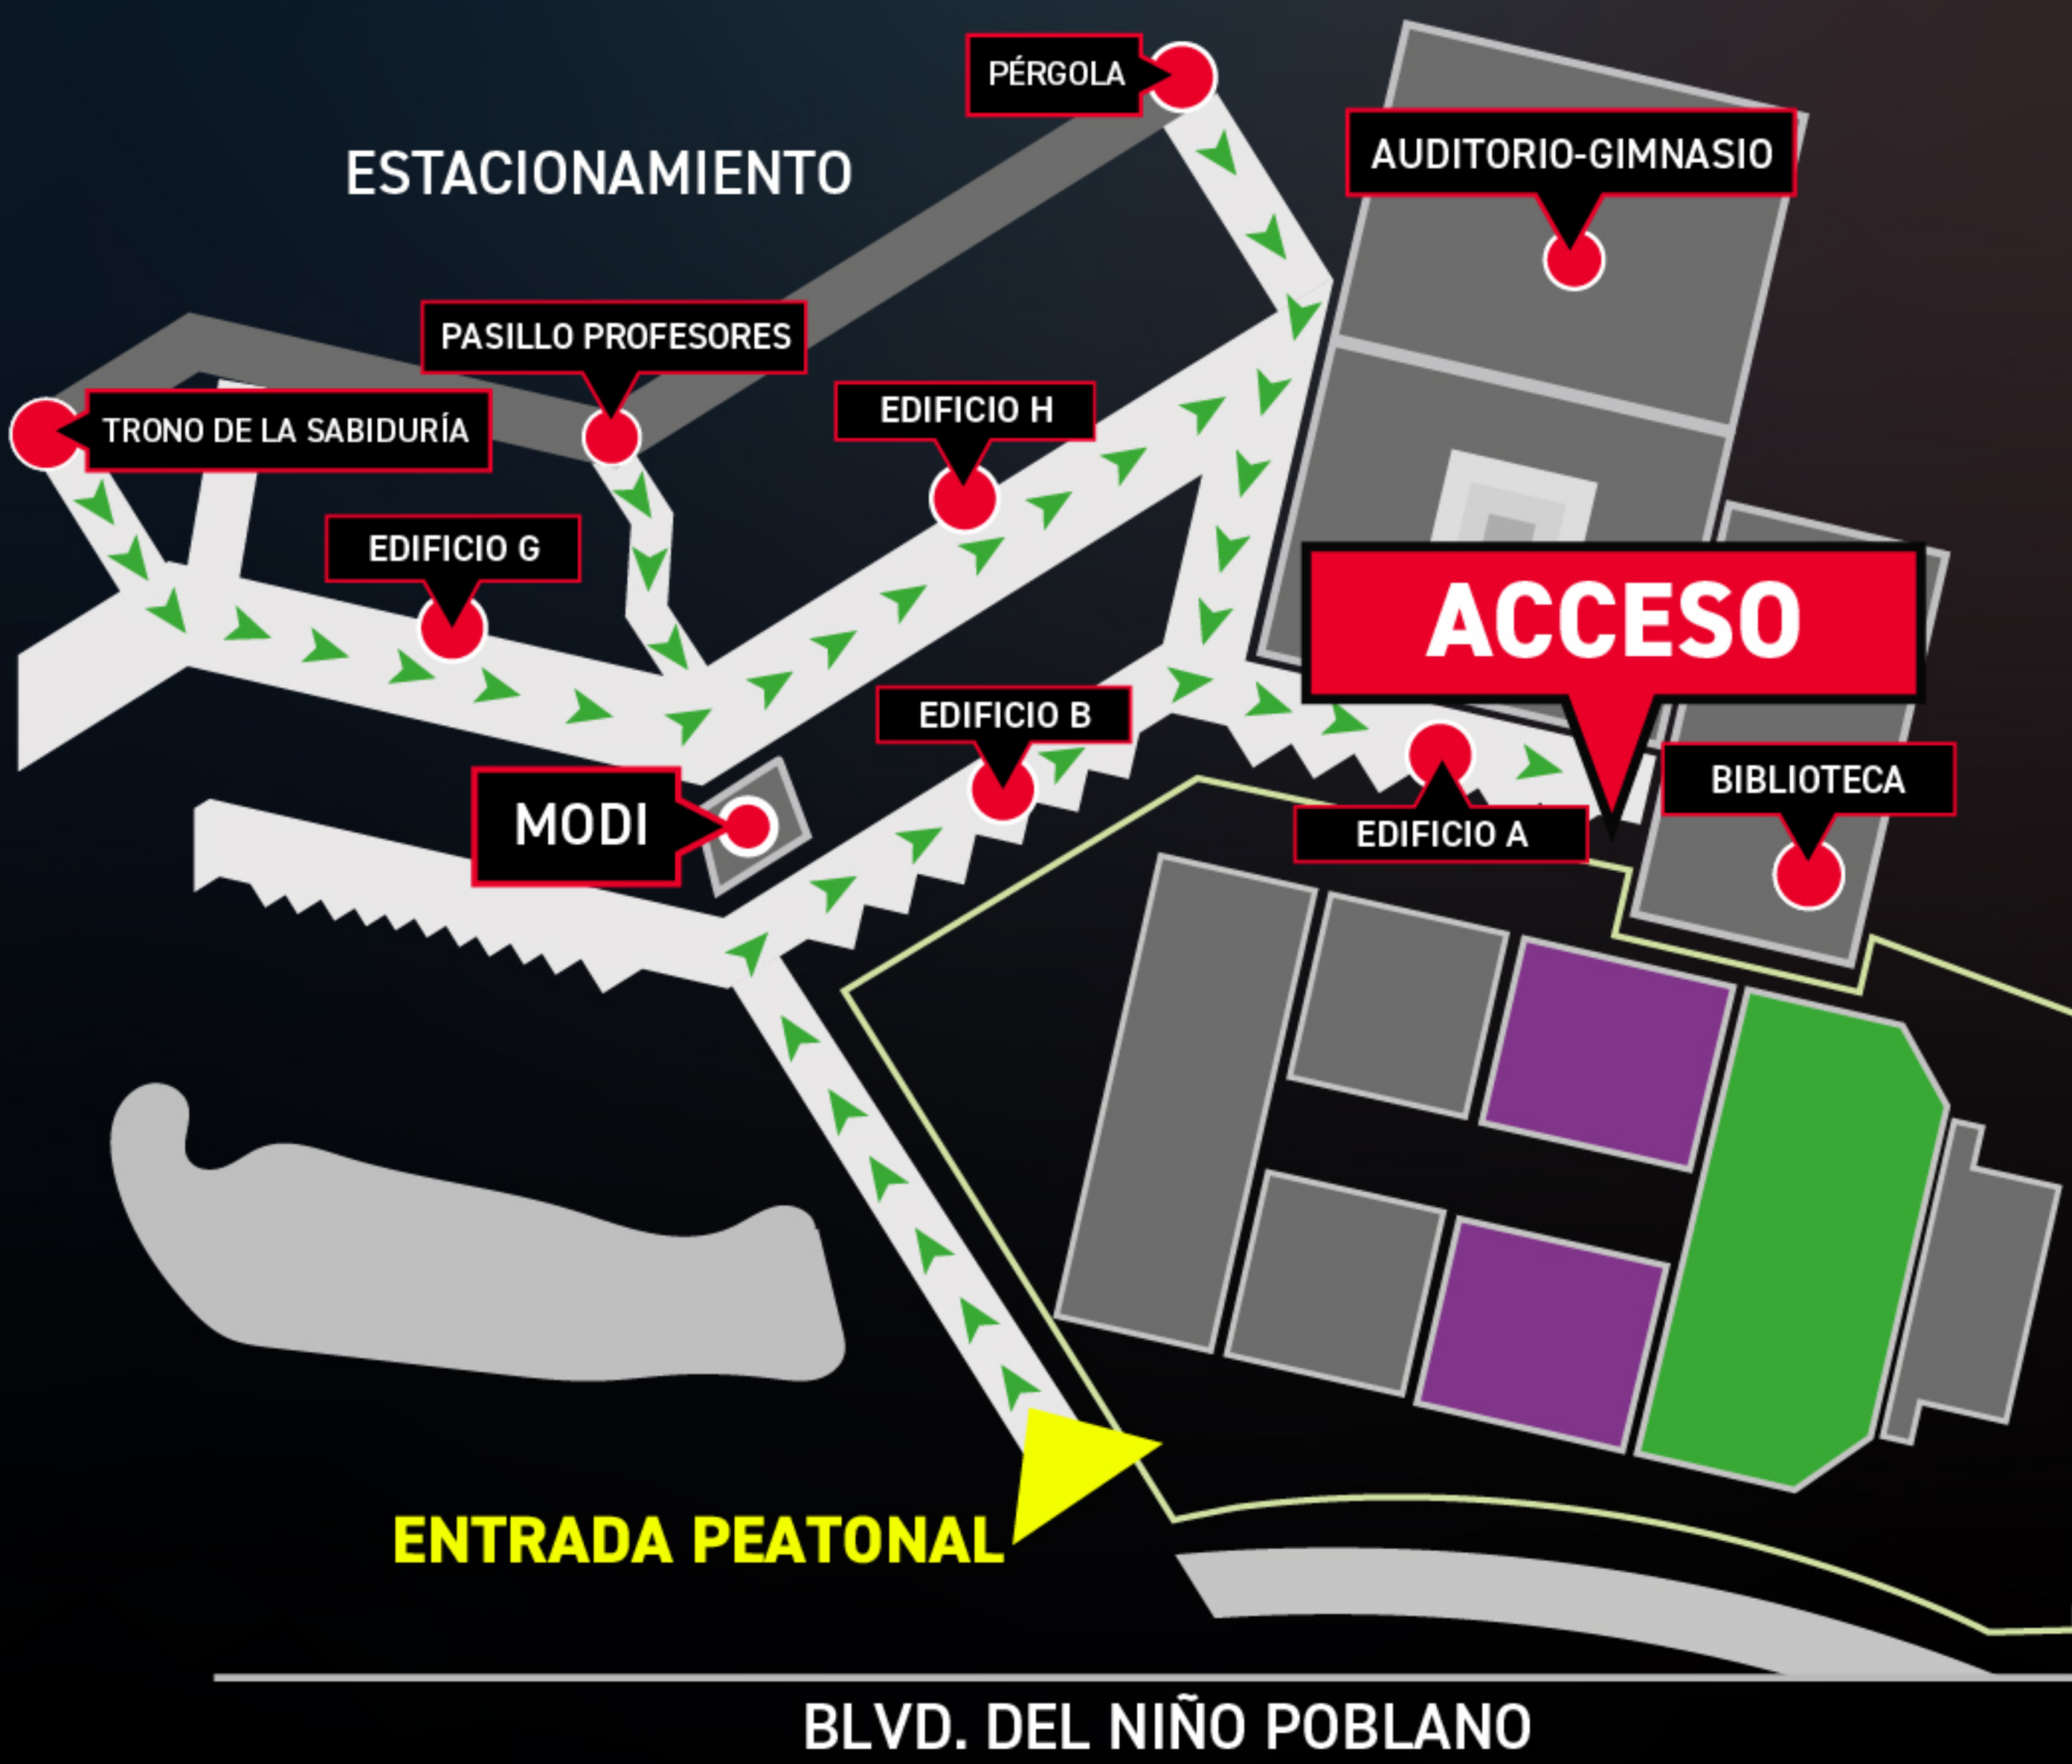 PÉRGOLA
AUDITORIO-GIMNASIO
ESTACIONAMIENTO
PASILLO PROFESORES
EDIFICIO H
TRONO DE LA SABIDURÍA
EDIFICIO G
ACCESO
EDIFICIO B
BIBLIOTECA
MODI
EDIFICIO A
ENTRADA PEATONAL
BLVD. DEL NIÑO POBLANO